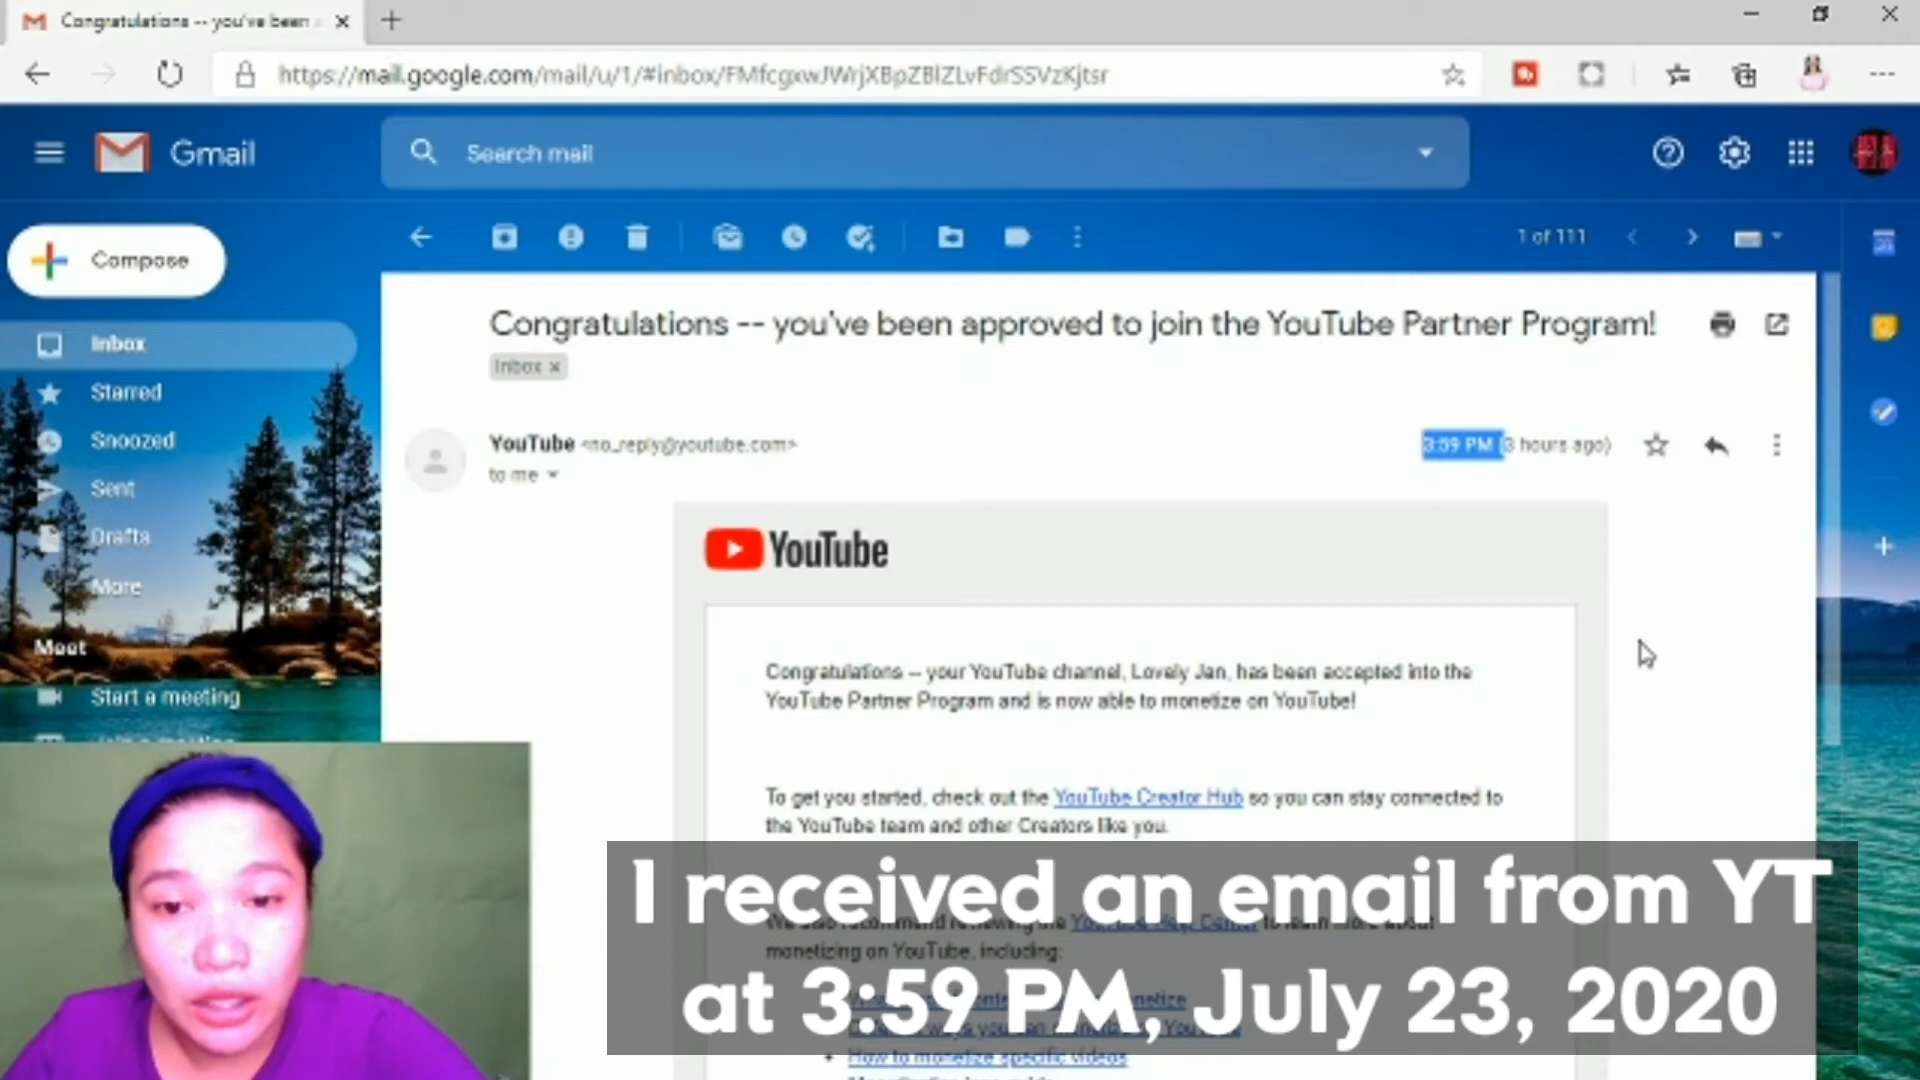 Congratulations -- you've been
https://mail.google.com/mail/u/1/#inbox/FMfcgxwJWrjXBpZBlZLvFdrSSVzKjtsr
Gmail
Search mail
Compose
1 of 111
Congratulations -- you've been approved to join the YouTube Partner Program!
Inbox x
Inbox
Starred
Snoozed
Sent
Drafts
More
Meet
Start a meeting
YouTube <no_reply@youtube.com>
3:59 PM (3 hours ago)
to me
YouTube
Congratulations -- your YouTube channel, Lovely Jan, has been accepted into the
YouTube Partner Program and is now able to monetize on YouTube!
To get you started, check out the YouTube Creator Hub so you can stay connected to
the YouTube team and other Creators like you.
monetizing on YouTube, including:
How to monetize specific videos
I received an email from YT
at 3:59 PM, July 23, 2020